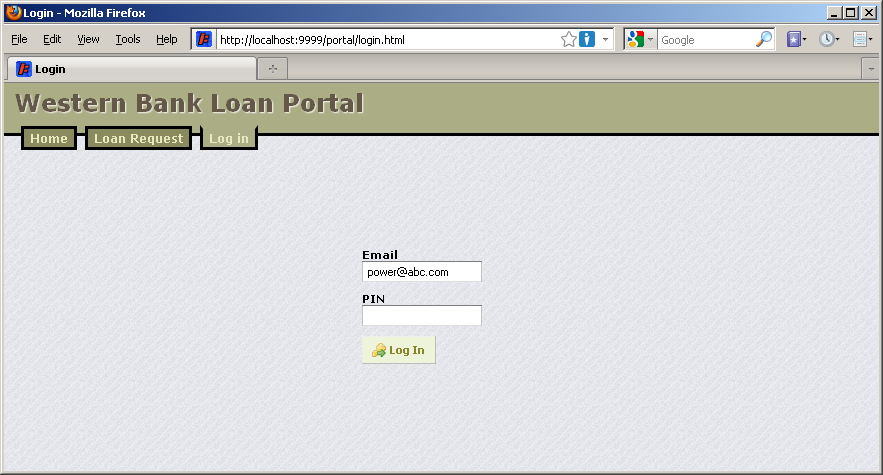 Login - Mozilla Firefox
File Edit View Tools Help http://localhost:9999/portal/login.html Google
Login
Western Bank Loan Portal
Home Loan Request Log in
Email
power@abc.com
PIN
Log In